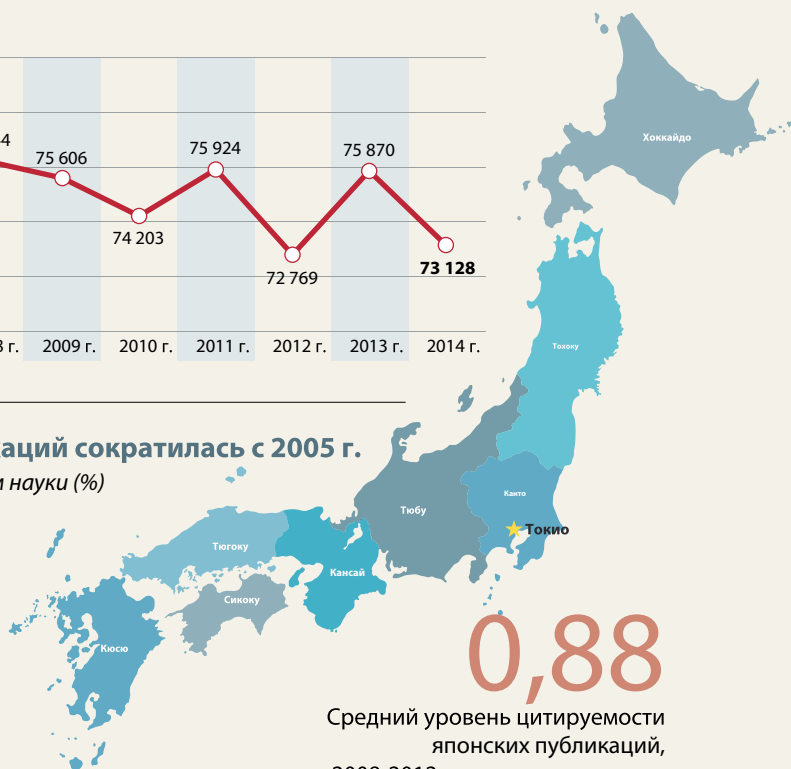 4
75 606
75 924
75 870
74 203
72 769
73 128
г.
2009 г.
2010 г.
2011 г.
2012 г.
2013 г.
2014 г.
Хоккайдо
Тохоку
аций сократилась с 2005 г.
науки (%)
Тюбу
Канто
Токио
Тюгоку
Кансай
Сикоку
Кюсю
0,88
Средний уровень цитируемости
японских публикаций,